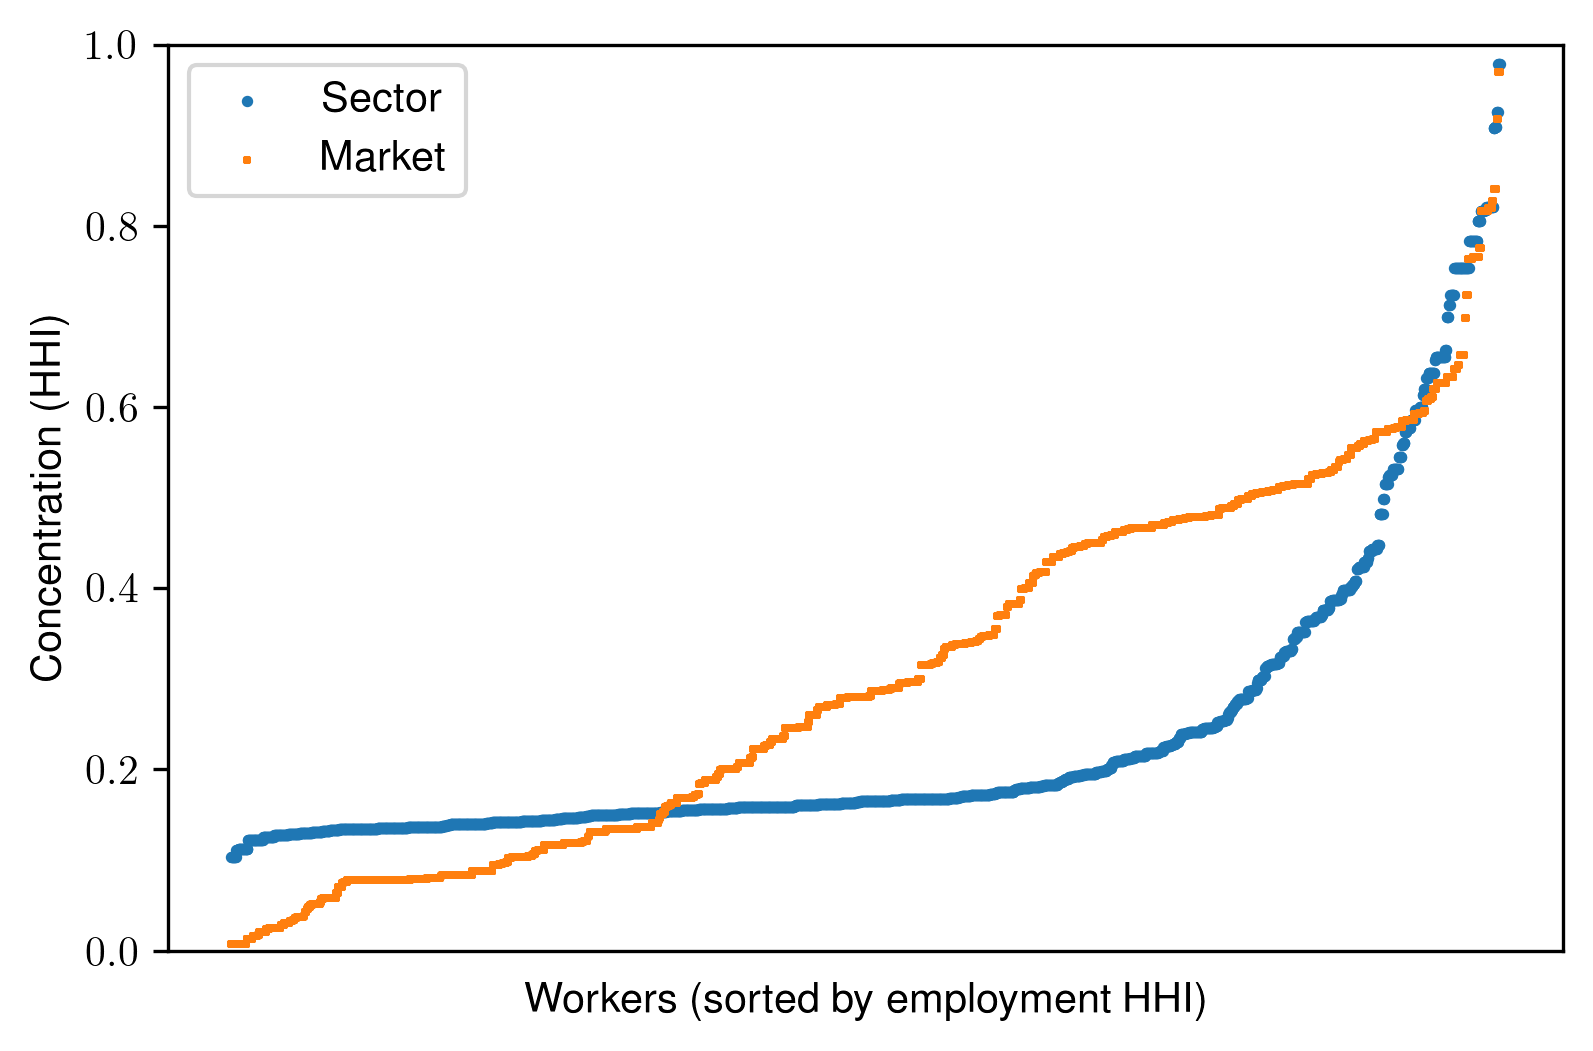 1.0
0.8
0.6
0.4
0.2
0.0
Concentration (HHI)
Sector
Market
Workers (sorted by employment HHI)